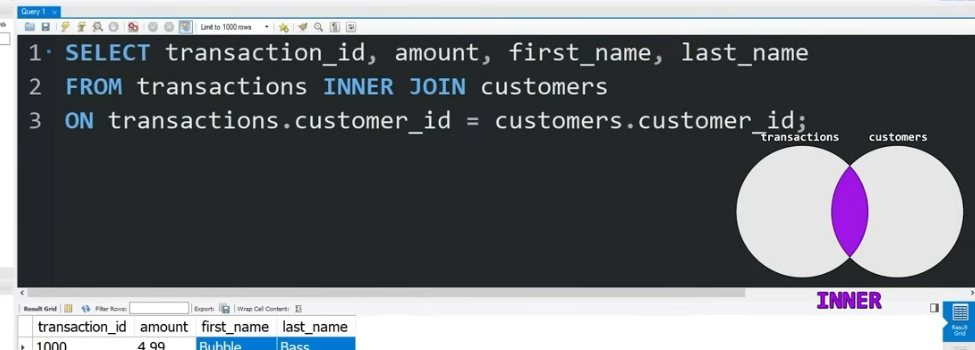 Query 1
Limit to 1000 rows
1 SELECT transaction_id, amount, first_name, last_name
2 FROM transactions INNER JOIN customers
3 ON transactions.customer_id = customers.customer_id;
transactions customers
INNER
Result Grid Filter Rows: Export: Wrap Cell Content:
transaction_id amount first_name last_name
1000 4.99 Bubble Bass
Result
Grid